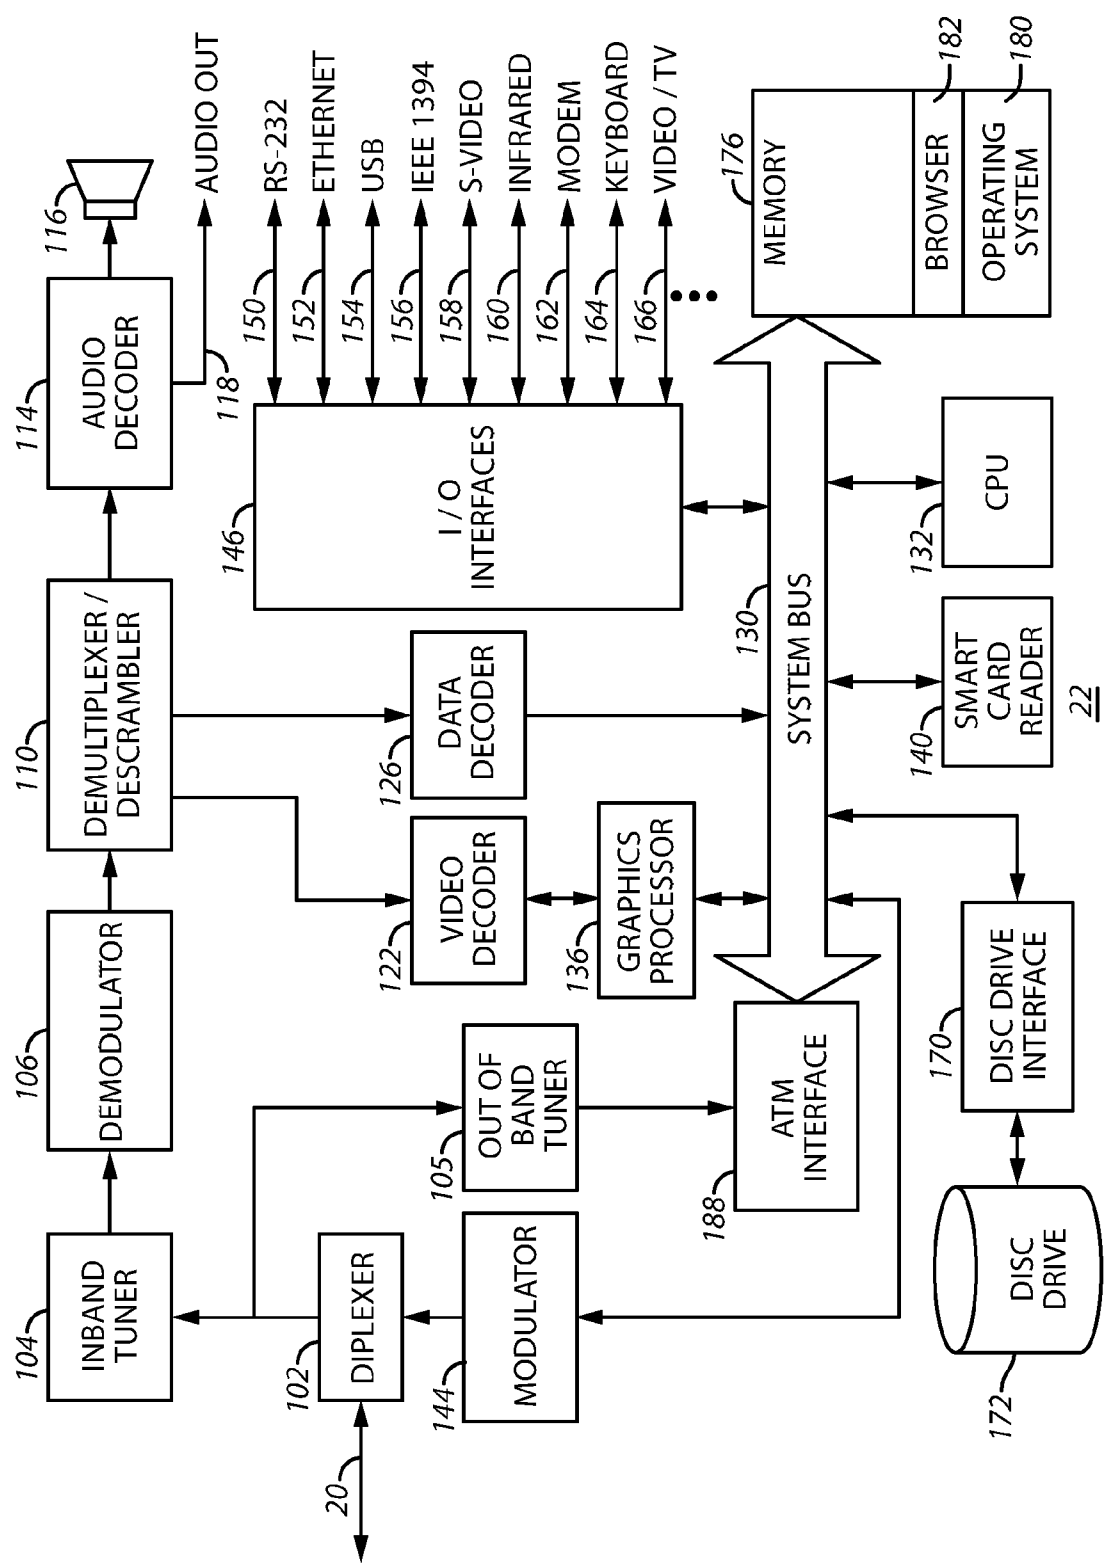 20
102
DIPLEXER
104
INBAND
TUNER
106
DEMODULATOR
110
DEMULTIPLEXER /
DESCRAMBLER
114
AUDIO
DECODER
116
118
AUDIO OUT
144
MODULATOR
105
OUT OF
BAND
TUNER
122
VIDEO
DECODER
126
DATA
DECODER
136
GRAPHICS
PROCESSOR
146
I / O
INTERFACES
150
RS-232
152
ETHERNET
154
USB
156
IEEE 1394
158
S-VIDEO
160
INFRARED
162
MODEM
164
KEYBOARD
166
VIDEO / TV
188
ATM
INTERFACE
130
SYSTEM BUS
176
MEMORY
182
BROWSER
180
OPERATING
SYSTEM
172
DISC
DRIVE
170
DISC DRIVE
INTERFACE
140
SMART
CARD
READER
132
CPU
22